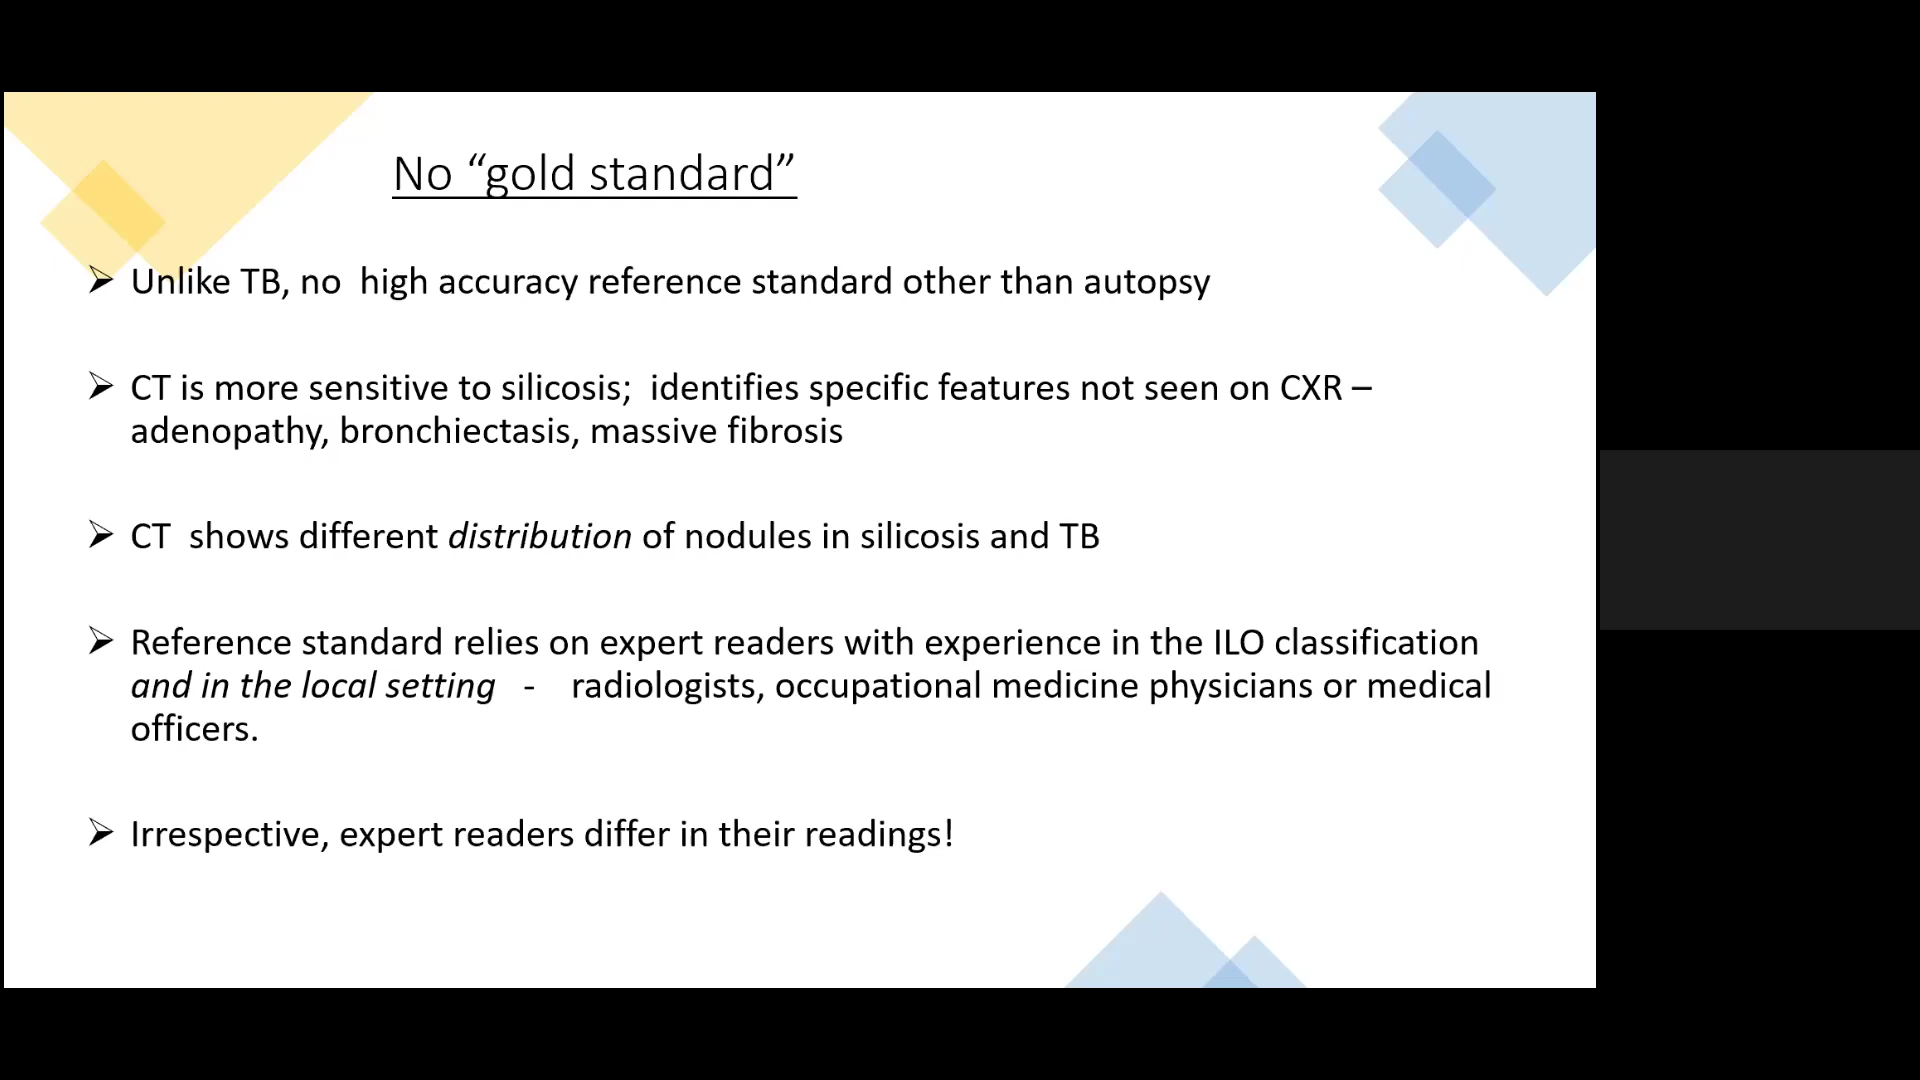 No “gold standard”
➢ Unlike TB, no  high accuracy reference standard other than autopsy
➢ CT is more sensitive to silicosis;  identifies specific features not seen on CXR –
adenopathy, bronchiectasis, massive fibrosis
➢ CT  shows different distribution of nodules in silicosis and TB
➢ Reference standard relies on expert readers with experience in the ILO classification
and in the local setting  -   radiologists, occupational medicine physicians or medical
officers.
➢ Irrespective, expert readers differ in their readings!